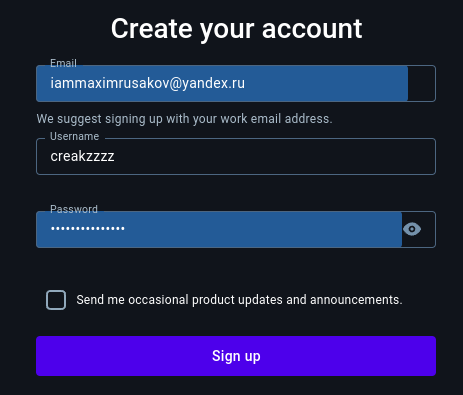 Create your account
Email
iammaximrusakov@yandex.ru
We suggest signing up with your work email address.
Username
creakzzzz
Password
•••••••••••••••
Send me occasional product updates and announcements.
Sign up